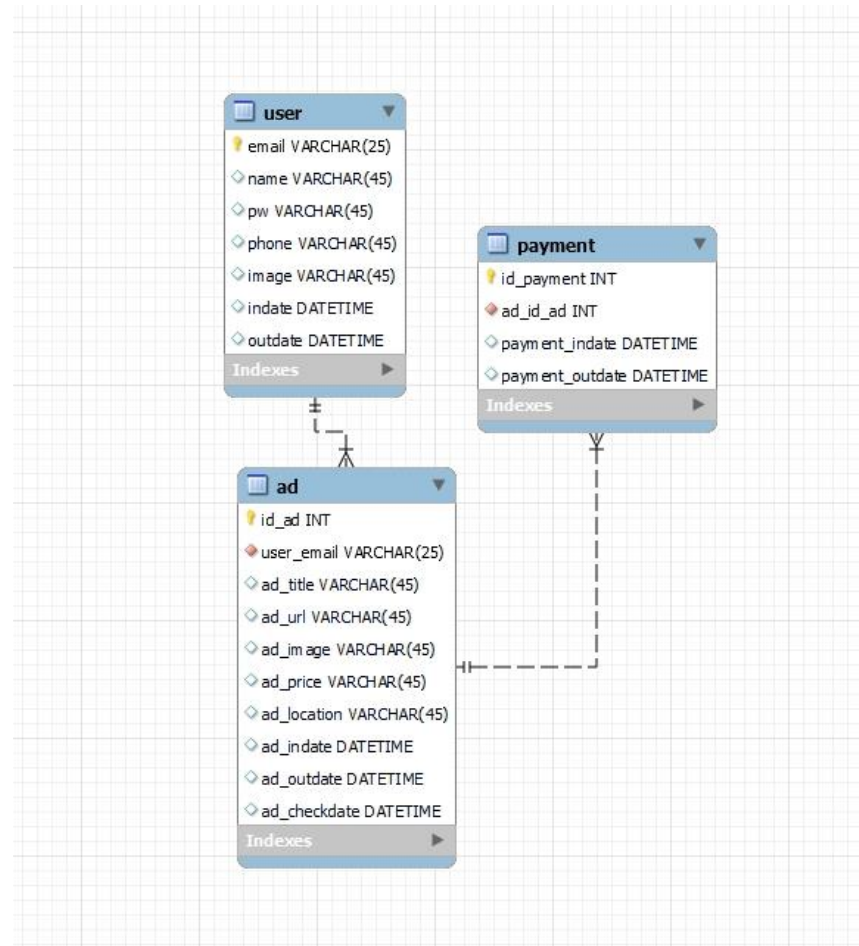 user
email VARCHAR(25)
name VARCHAR(45)
pw VARCHAR(45)
phone VARCHAR(45)
image VARCHAR(45)
indate DATETIME
outdate DATETIME
Indexes
payment
id_payment INT
ad_id_ad INT
payment_indate DATETIME
payment_outdate DATETIME
Indexes
ad
id_ad INT
user_email VARCHAR(25)
ad_title VARCHAR(45)
ad_url VARCHAR(45)
ad_image VARCHAR(45)
ad_price VARCHAR(45)
ad_location VARCHAR(45)
ad_indate DATETIME
ad_outdate DATETIME
ad_checkdate DATETIME
Indexes